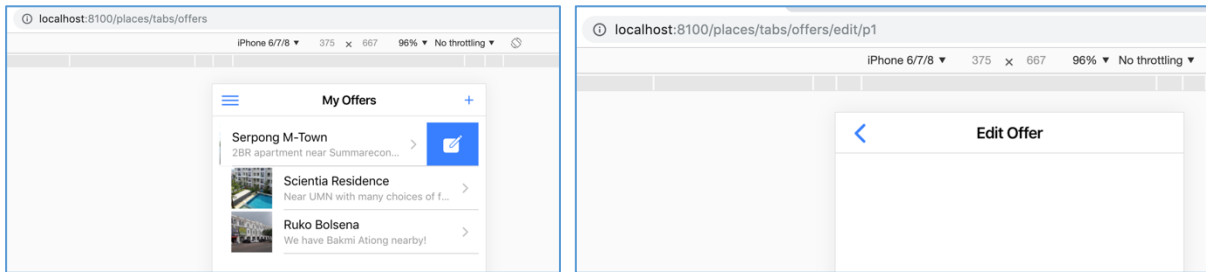 localhost:8100/places/tabs/offers
iPhone 6/7/8 ▼ 375 x 667 96% ▼ No throttling ▼
My Offers +
Serpong M-Town
2BR apartment near Summarecon...
Scientia Residence
Near UMN with many choices of f...
Ruko Bolsena
We have Bakmi Ationg nearby!
localhost:8100/places/tabs/offers/edit/p1
iPhone 6/7/8 ▼ 375 x 667 96% ▼ No throttling ▼
Edit Offer